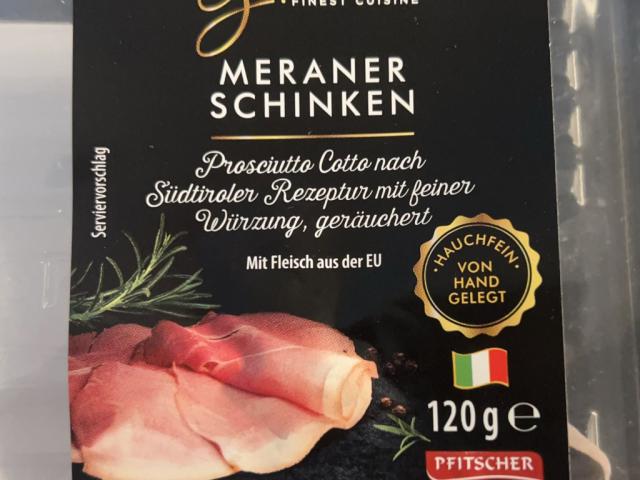 FINEST CUISINE
MERANER
SCHINKEN
Prosciutto Cotto nach
Südtiroler Rezeptur mit feiner
Würzung, geräuchert
Serviervorschlag
Mit Fleisch aus der EU
• HAUCHFEIN •
VON
HAND
GELEGT
120 g ℮
PFITSCHER